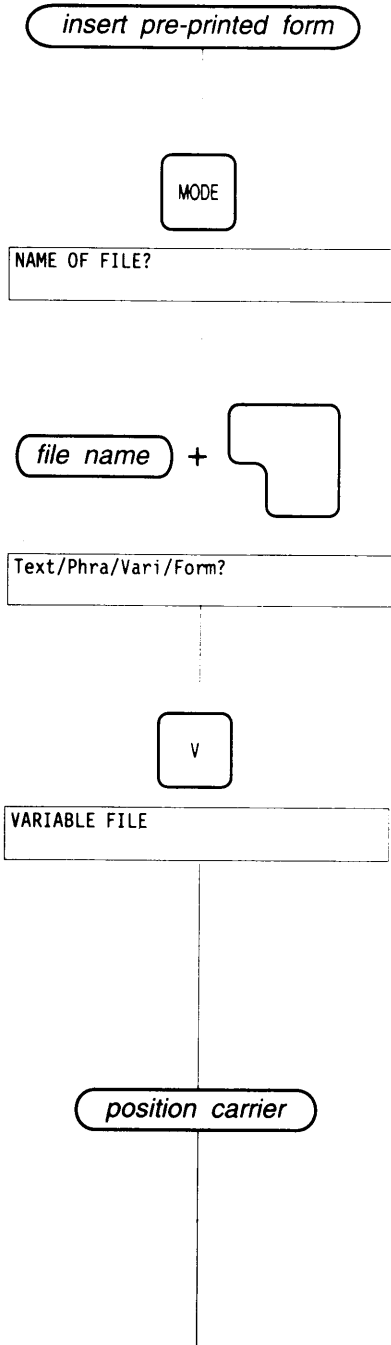 insert pre-printed form
MODE
NAME OF FILE?
file name +
Text/Phra/Vari/Form?
V
VARIABLE FILE
position carrier